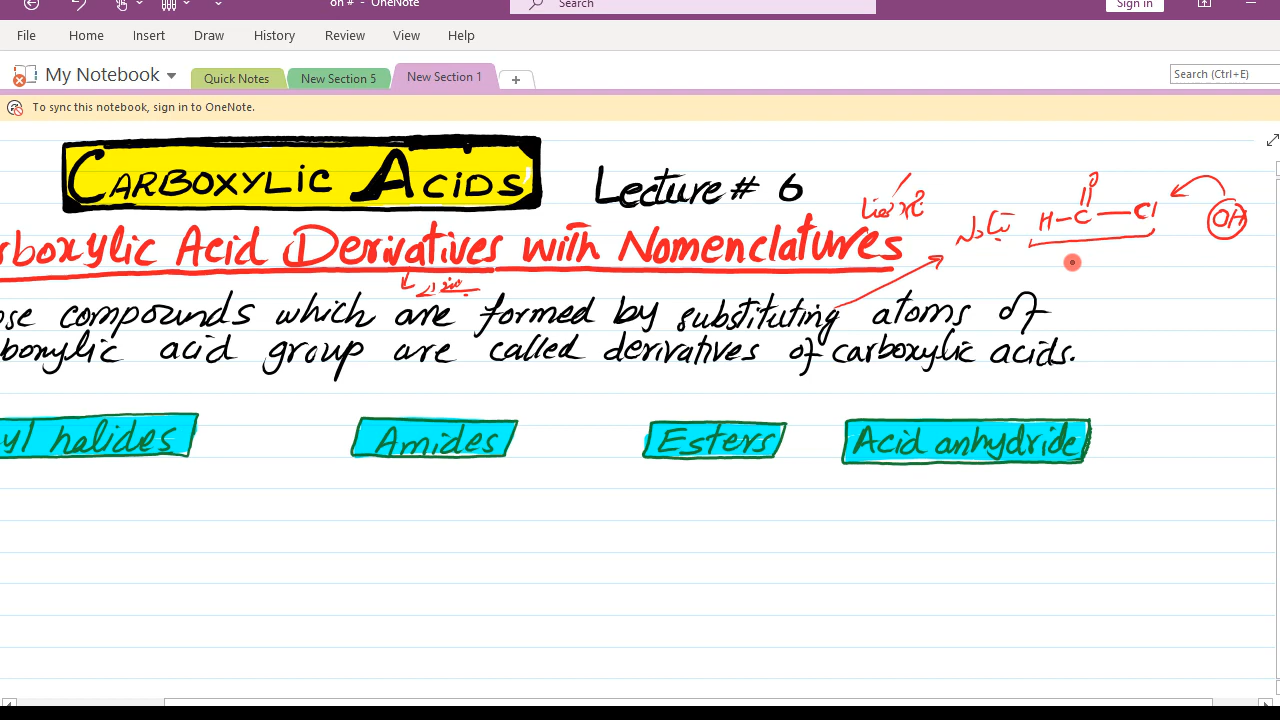 on # - OneNote
Search
Sign in
File Home Insert Draw History Review View Help
My Notebook Quick Notes New Section 5 New Section 1 +
Search (Ctrl+E)
To sync this notebook, sign in to OneNote.
CARBOXYLIC ACIDS
Lecture # 6
rboxylic Acid Derivatives with Nomenclatures
H-C-Cl
O
OH
ose compounds which are formed by substituting atoms of
boxylic acid group are called derivatives of carboxylic acids.
yl halides Amides Esters Acid anhydride